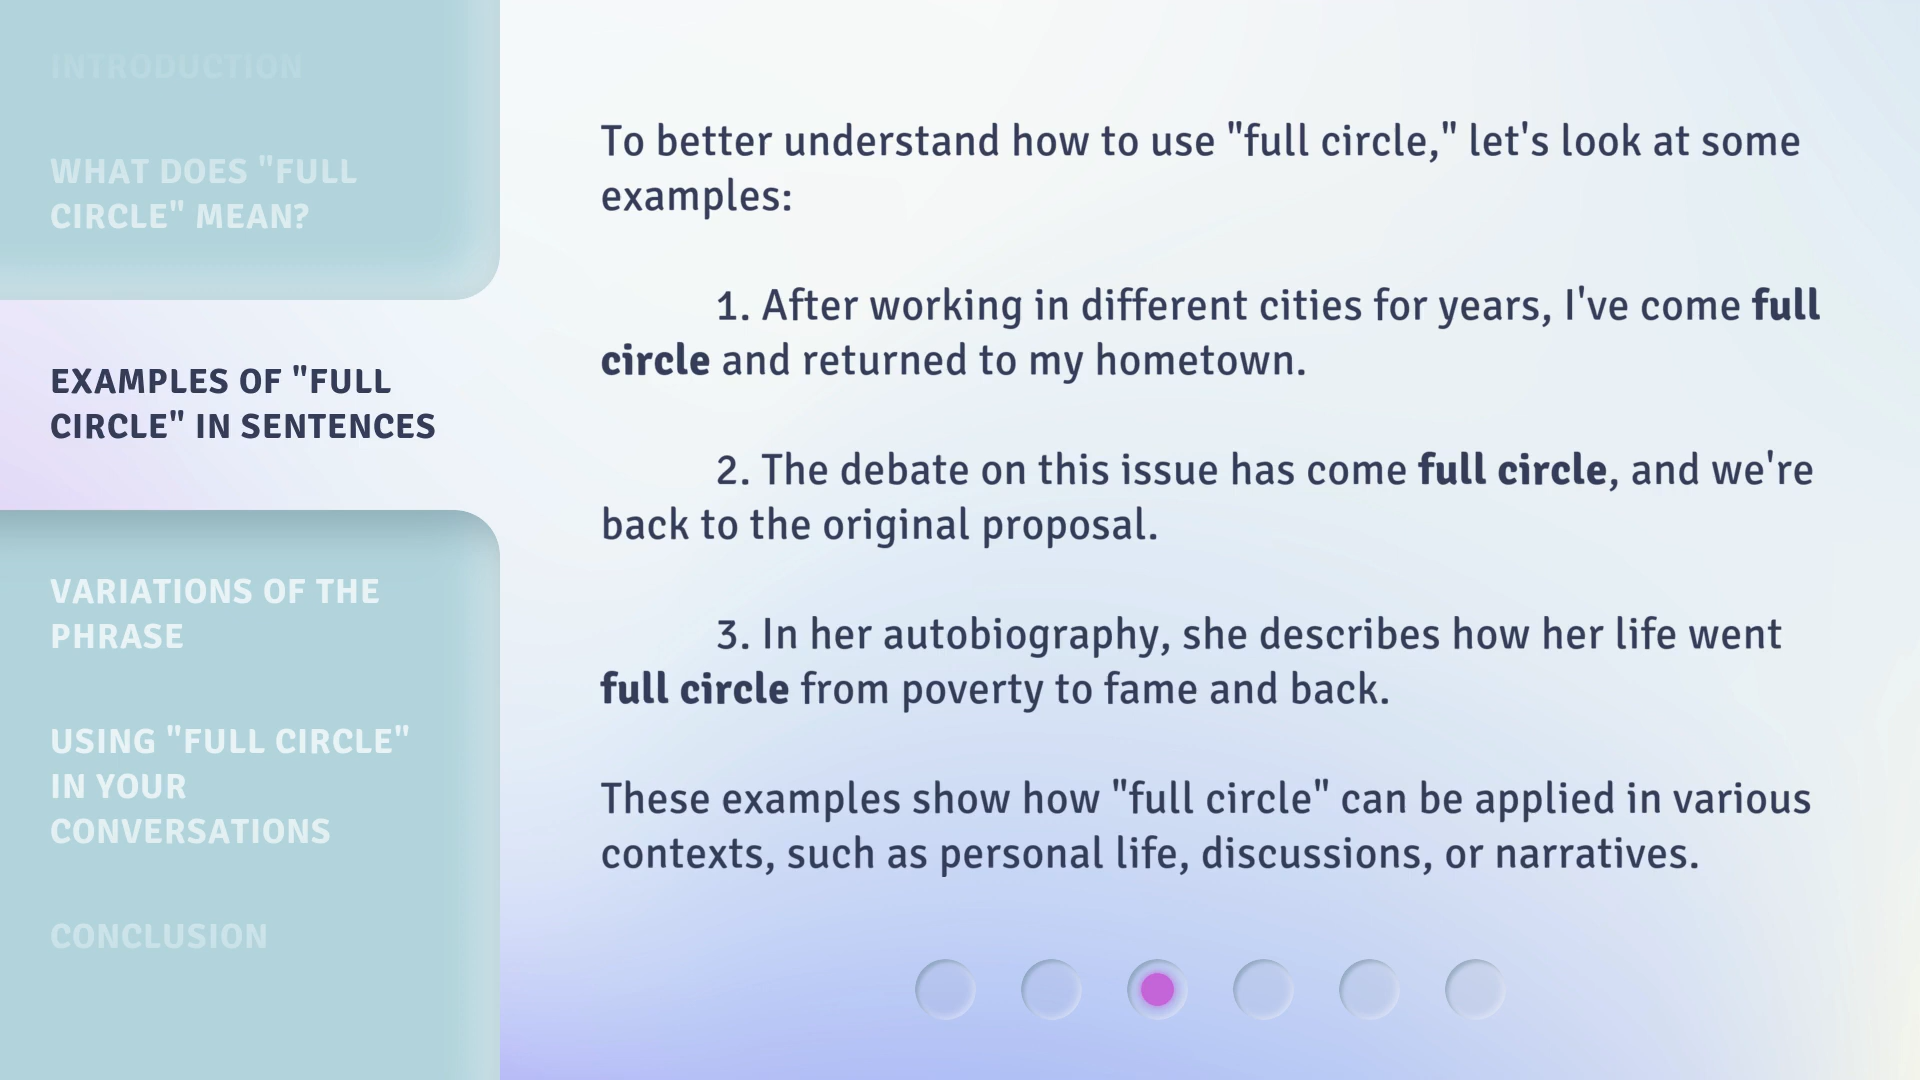 INTRODUCTION
WHAT DOES "FULL
CIRCLE" MEAN?
EXAMPLES OF "FULL
CIRCLE" IN SENTENCES
VARIATIONS OF THE
PHRASE
USING "FULL CIRCLE"
IN YOUR
CONVERSATIONS
CONCLUSION
To better understand how to use "full circle," let's look at some
examples:
1. After working in different cities for years, I've come full
circle and returned to my hometown.
2. The debate on this issue has come full circle, and we're
back to the original proposal.
3. In her autobiography, she describes how her life went
full circle from poverty to fame and back.
These examples show how "full circle" can be applied in various
contexts, such as personal life, discussions, or narratives.